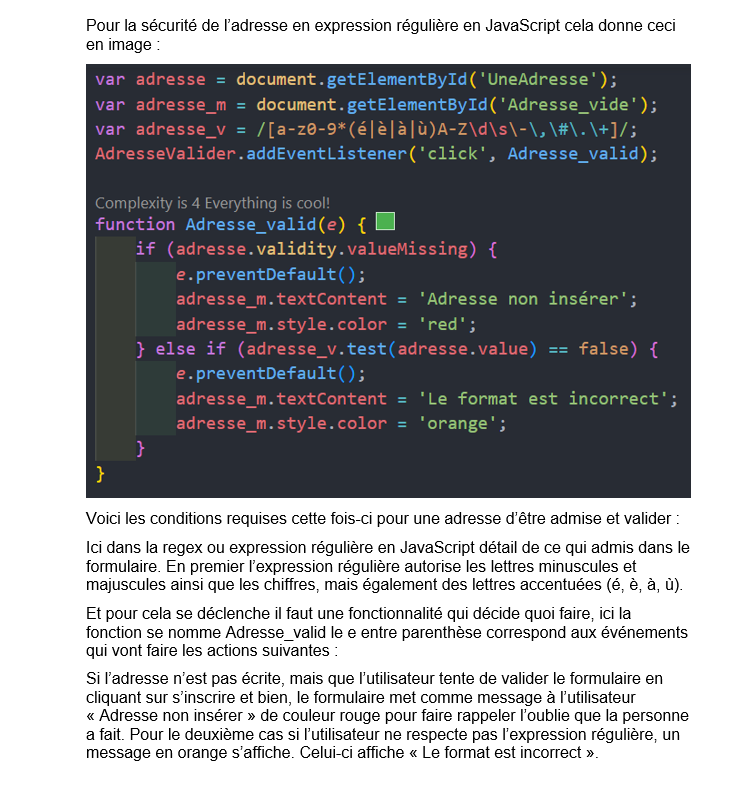 Pour la sécurité de l’adresse en expression régulière en JavaScript cela donne ceci
en image :
var adresse = document.getElementById('UneAdresse');
var adresse_m = document.getElementById('Adresse_vide');
var adresse_v = /[a-z0-9*(é|è|à|ù)A-Z\d\s\-\,\#\.\+]/;
AdresseValider.addEventListener('click', Adresse_valid);
Complexity is 4 Everything is cool!
function Adresse_valid(e) {
if (adresse.validity.valueMissing) {
e.preventDefault();
adresse_m.textContent = 'Adresse non insérer';
adresse_m.style.color = 'red';
} else if (adresse_v.test(adresse.value) == false) {
e.preventDefault();
adresse_m.textContent = 'Le format est incorrect';
adresse_m.style.color = 'orange';
}
}
Voici les conditions requises cette fois-ci pour une adresse d’être admise et valider :
Ici dans la regex ou expression régulière en JavaScript détail de ce qui admis dans le
formulaire. En premier l’expression régulière autorise les lettres minuscules et
majuscules ainsi que les chiffres, mais également des lettres accentuées (é, è, à, ù).
Et pour cela se déclenche il faut une fonctionnalité qui décide quoi faire, ici la
fonction se nomme Adresse_valid le e entre parenthèse correspond aux événements
qui vont faire les actions suivantes :
Si l’adresse n’est pas écrite, mais que l’utilisateur tente de valider le formulaire en
cliquant sur s’inscrire et bien, le formulaire met comme message à l’utilisateur
« Adresse non insérer » de couleur rouge pour faire rappeler l’oublie que la personne
a fait. Pour le deuxième cas si l’utilisateur ne respecte pas l’expression régulière, un
message en orange s’affiche. Celui-ci affiche « Le format est incorrect ».